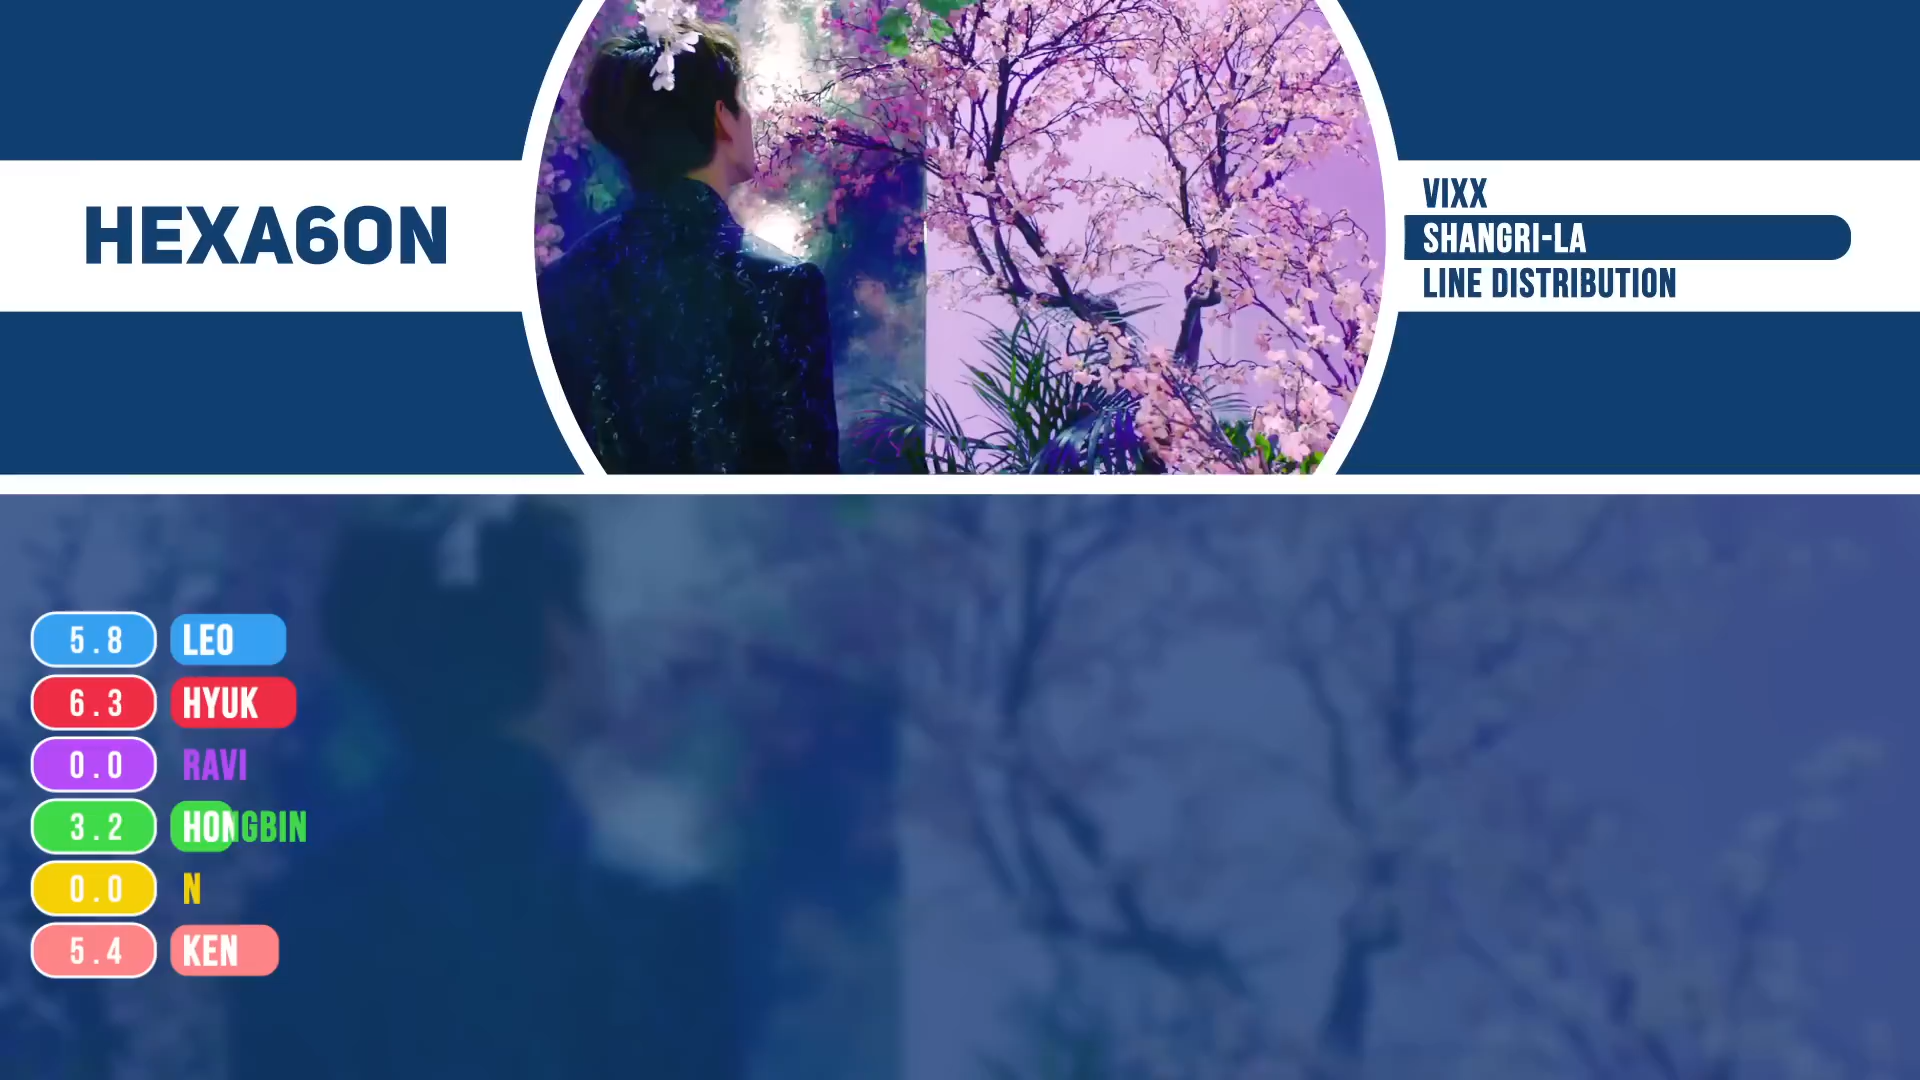 HEXA6ON
VIXX
SHANGRI-LA
LINE DISTRIBUTION
5.8 LEO
6.3 HYUK
0.0 RAVI
3.2 HONGBIN
0.0 N
5.4 KEN